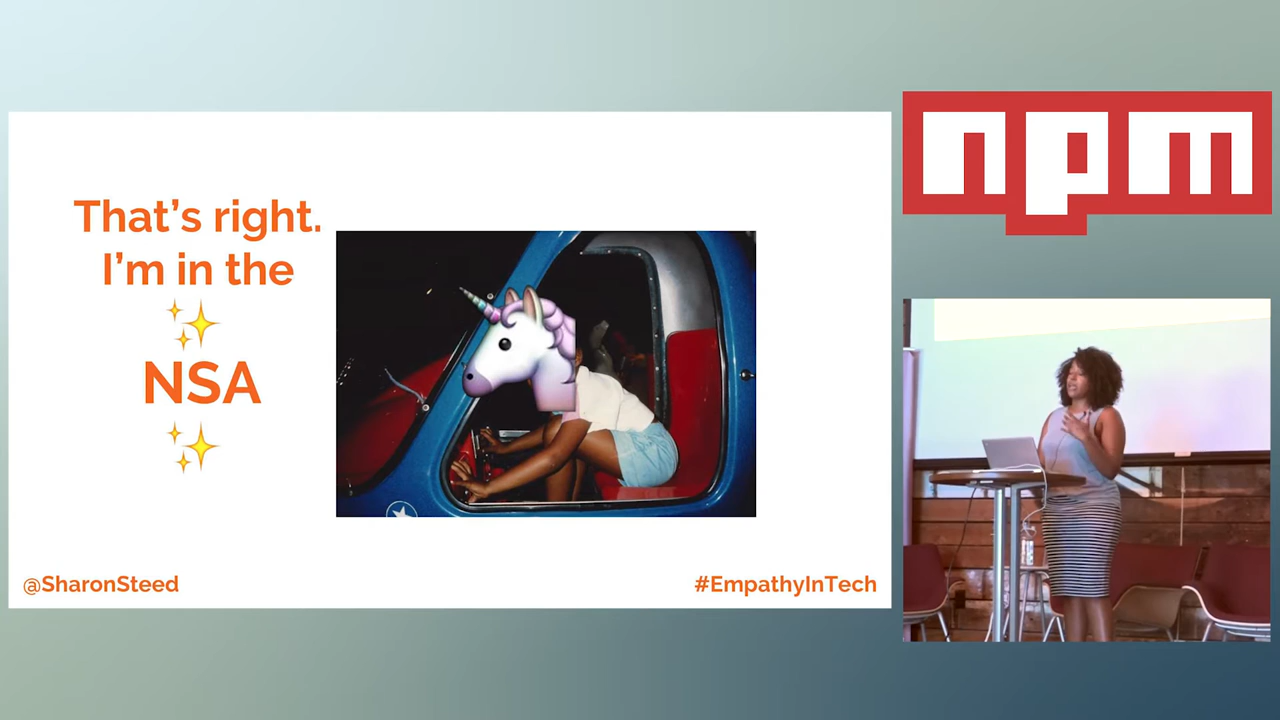 That's right.
I'm in the
NSA
@SharonSteed
#EmpathyInTech
npm